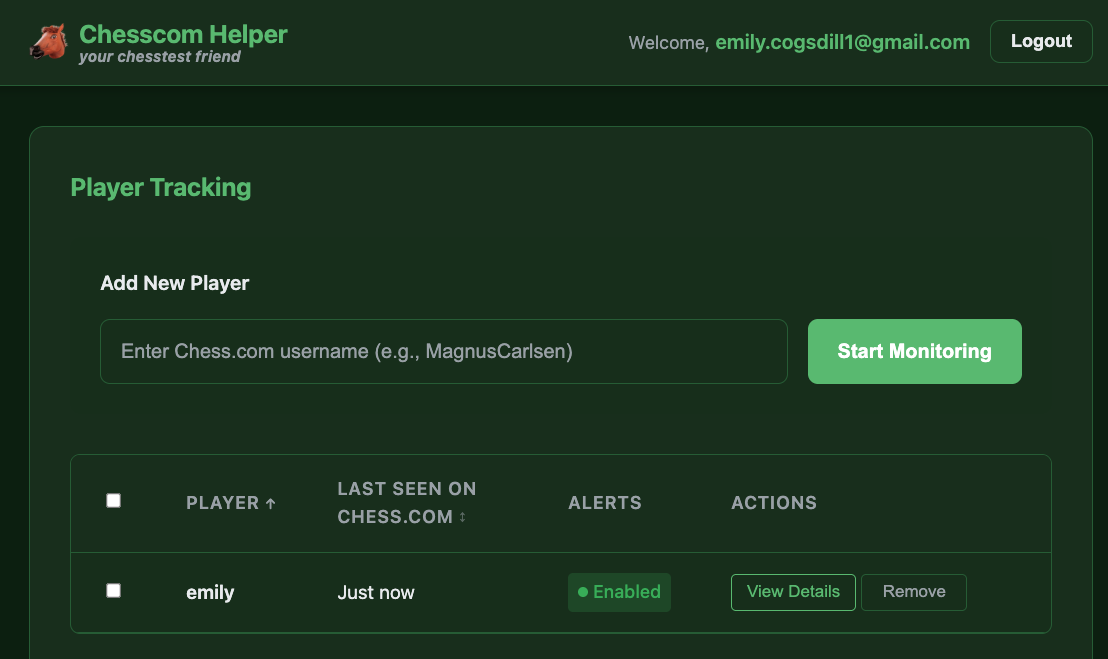 Chesscom Helper
your chesstest friend
Welcome, emily.cogsdill1@gmail.com
Logout
Player Tracking
Add New Player
Enter Chess.com username (e.g., MagnusCarlsen)
Start Monitoring
PLAYER ↑
LAST SEEN ON
CHESS.COM ↕
ALERTS
ACTIONS
emily
Just now
Enabled
View Details
Remove